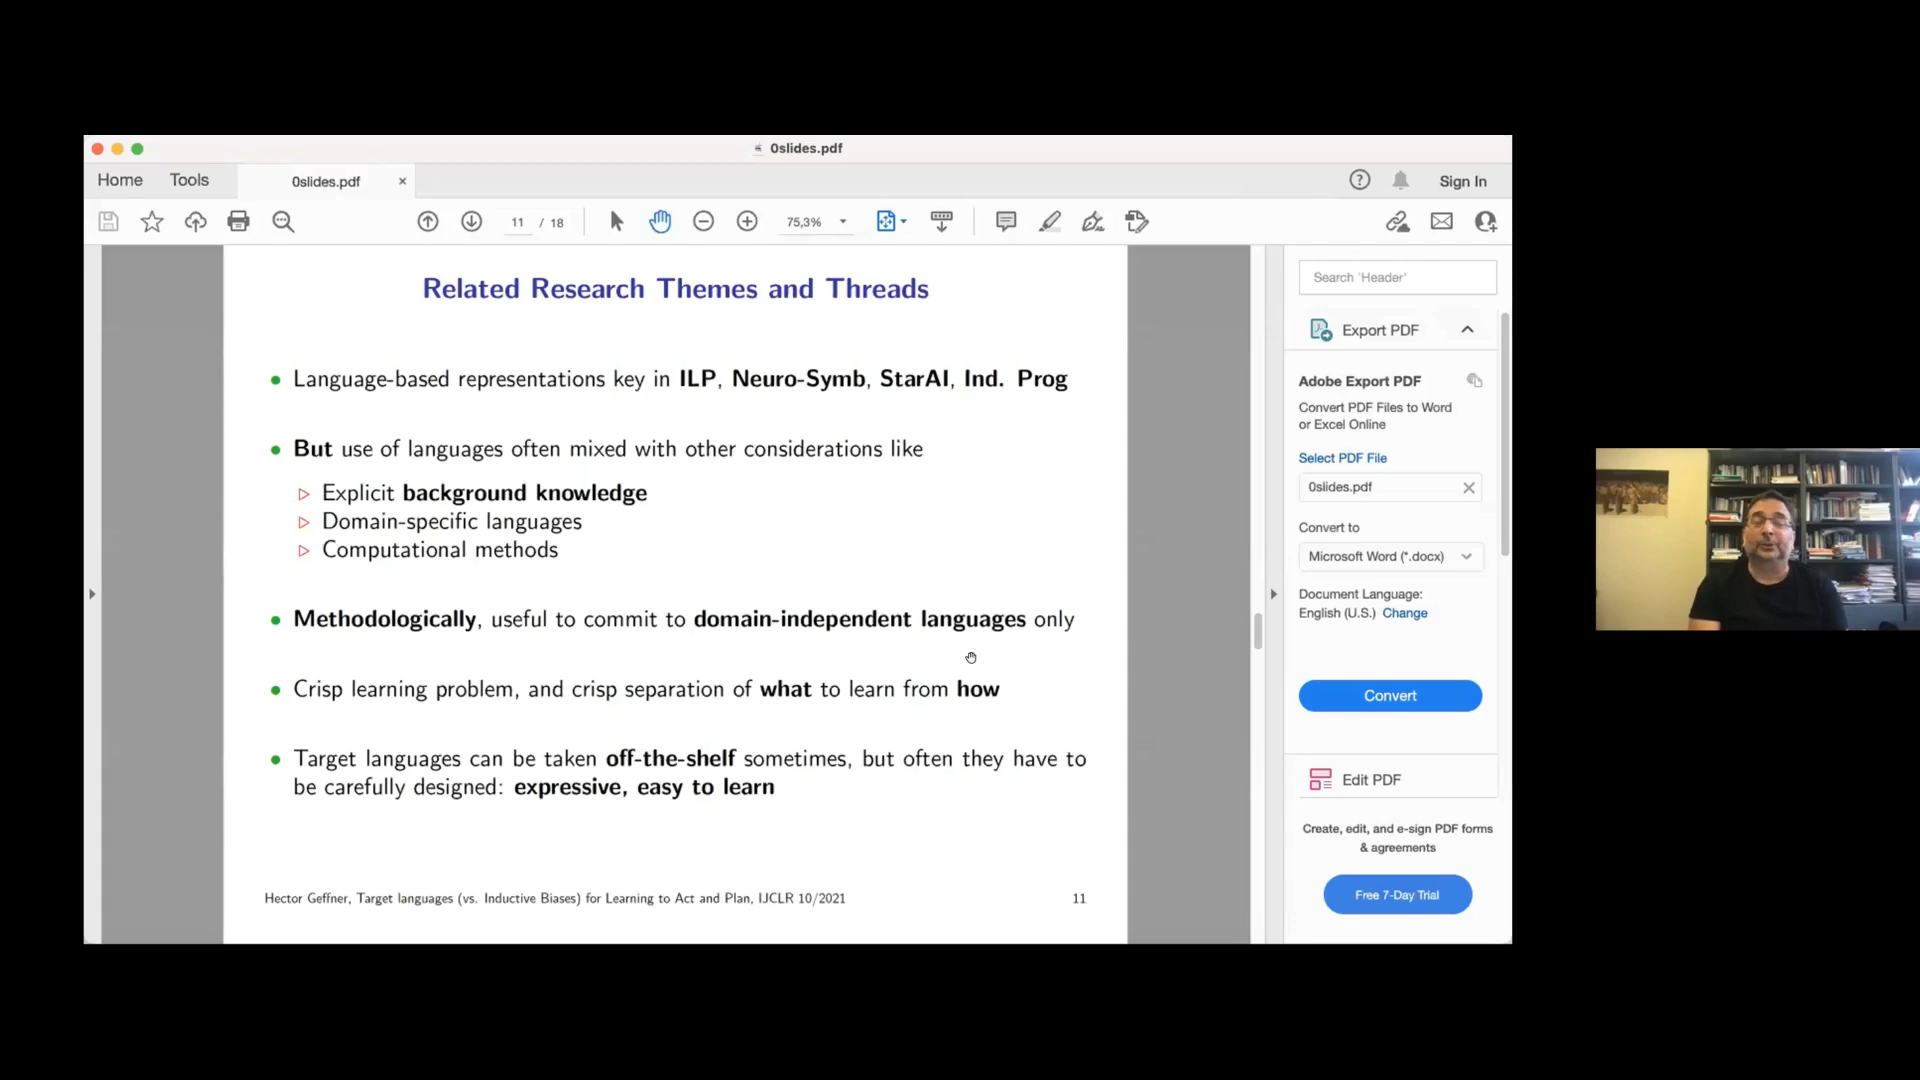 0slides.pdf
Home
Tools
0slides.pdf
Sign In
11 / 18
75,3%
Related Research Themes and Threads
Language-based representations key in ILP, Neuro-Symb, StarAI, Ind. Prog
But use of languages often mixed with other considerations like
Explicit background knowledge
Domain-specific languages
Computational methods
Methodologically, useful to commit to domain-independent languages only
Crisp learning problem, and crisp separation of what to learn from how
Target languages can be taken off-the-shelf sometimes, but often they have to
be carefully designed: expressive, easy to learn
Hector Geffner, Target languages (vs. Inductive Biases) for Learning to Act and Plan, IJCLR 10/2021
11
Search 'Header'
Export PDF
Adobe Export PDF
Convert PDF Files to Word
or Excel Online
Select PDF File
0slides.pdf
Convert to
Microsoft Word (*.docx)
Document Language:
English (U.S.) Change
Convert
Edit PDF
Create, edit, and e-sign PDF forms
& agreements
Free 7-Day Trial